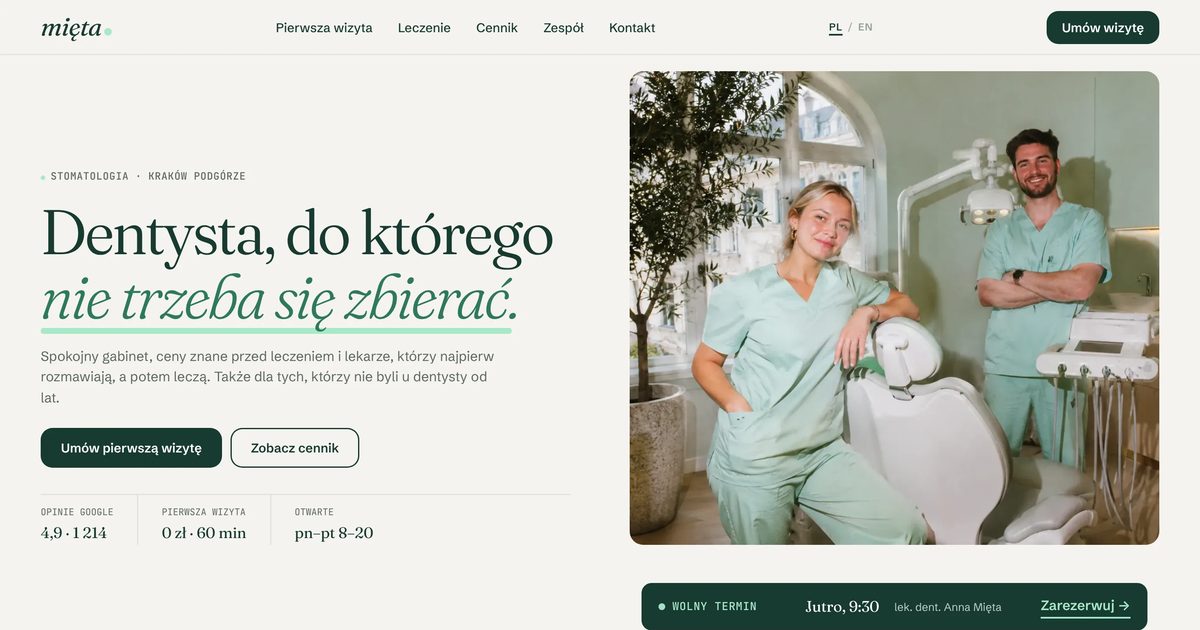 mięta
Pierwsza wizyta
Leczenie
Cennik
Zespół
Kontakt
PL / EN
Umów wizytę
STOMATOLOGIA · KRAKÓW PODGÓRZE
Dentysta, do którego
nie trzeba się zbierać.
Spokojny gabinet, ceny znane przed leczeniem i lekarze, którzy najpierw
rozmawiają, a potem leczą. Także dla tych, którzy nie byli u dentysty od
lat.
Umów pierwszą wizytę
Zobacz cennik
OPINIE GOOGLE
4,9 · 1 214
PIERWSZA WIZYTA
0 zł · 60 min
OTWARTE
pn–pt 8–20
WOLNY TERMIN
Jutro, 9:30
lek. dent. Anna Mięta
Zarezerwuj →